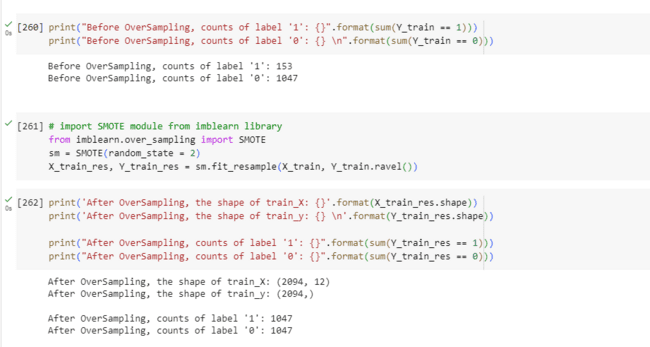 [260] print("Before OverSampling, counts of label '1': {}".format(sum(Y_train == 1)))
0s
print("Before OverSampling, counts of label '0': {} \n".format(sum(Y_train == 0)))
Before OverSampling, counts of label '1': 153
Before OverSampling, counts of label '0': 1047
[261] # import SMOTE module from imblearn library
from imblearn.over_sampling import SMOTE
sm = SMOTE(random_state = 2)
X_train_res, Y_train_res = sm.fit_resample(X_train, Y_train.ravel())
[262] print('After OverSampling, the shape of train_X: {}'.format(X_train_res.shape))
0s
print('After OverSampling, the shape of train_y: {} \n'.format(Y_train_res.shape))
print("After OverSampling, counts of label '1': {}".format(sum(Y_train_res == 1)))
print("After OverSampling, counts of label '0': {}".format(sum(Y_train_res == 0)))
After OverSampling, the shape of train_X: (2094, 12)
After OverSampling, the shape of train_y: (2094,)
After OverSampling, counts of label '1': 1047
After OverSampling, counts of label '0': 1047